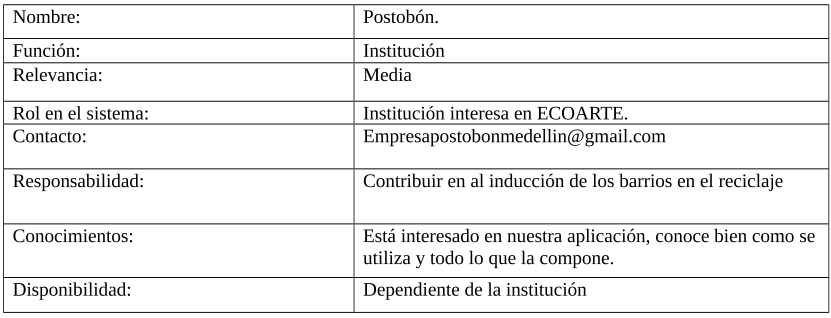 Nombre: Postobón.
Función: Institución
Relevancia: Media
Rol en el sistema: Institución interesa en ECOARTE.
Contacto: Empresapostobonmedellin@gmail.com
Responsabilidad: Contribuir en al inducción de los barrios en el reciclaje
Conocimientos: Está interesado en nuestra aplicación, conoce bien como se
utiliza y todo lo que la compone.
Disponibilidad: Dependiente de la institución